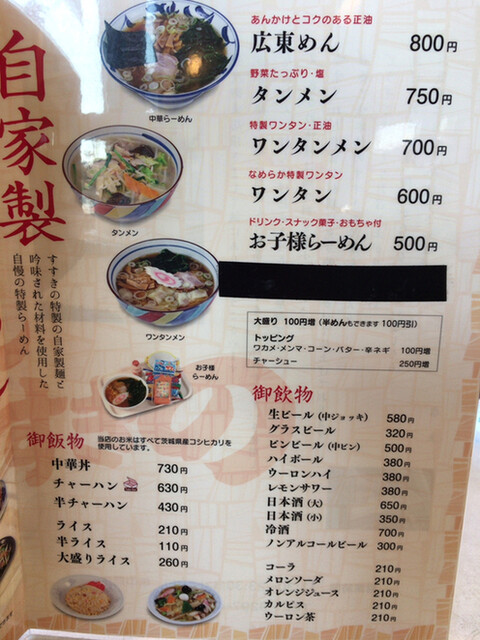 自家製
すすきの特製の自家製麺と
吟味された材料を使用した
自慢の特製らーめん
中華らーめん
タンメン
ワンタンメン
お子様
らーめん
あんかけとコクのある正油
広東めん 800円
野菜たっぷり・塩
タンメン 750円
特製ワンタン・正油
ワンタンメン 700円
なめらか特製ワンタン
ワンタン 600円
ドリンク・スナック菓子・おもちゃ付
お子様らーめん 500円
大盛り 100円増 (半めんもできます 100円引)
トッピング
ワカメ・メンマ・コーン・バター・辛ネギ 100円増
チャーシュー 250円増
御飯物 当店のお米はすべて茨城県産コシヒカリを
使用しています。
中華丼 730円
チャーハン 630円
半チャーハン 430円
ライス 210円
半ライス 110円
大盛りライス 260円
御飲物
生ビール (中ジョッキ) 580円
グラスビール 320円
ビンビール (中ビン) 500円
ハイボール 380円
ウーロンハイ 380円
レモンサワー 380円
日本酒 (大) 650円
日本酒 (小) 350円
冷酒 700円
ノンアルコールビール 300円
コーラ 210円
メロンソーダ 210円
オレンジジュース 210円
カルピス 210円
ウーロン茶 210円